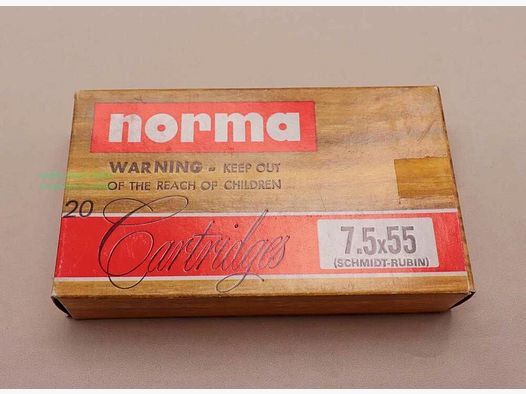 norma
WARNING - KEEP OUT
OF THE REACH OF CHILDREN
20
Cartridges
7.5x55
(SCHMIDT-RUBIN)